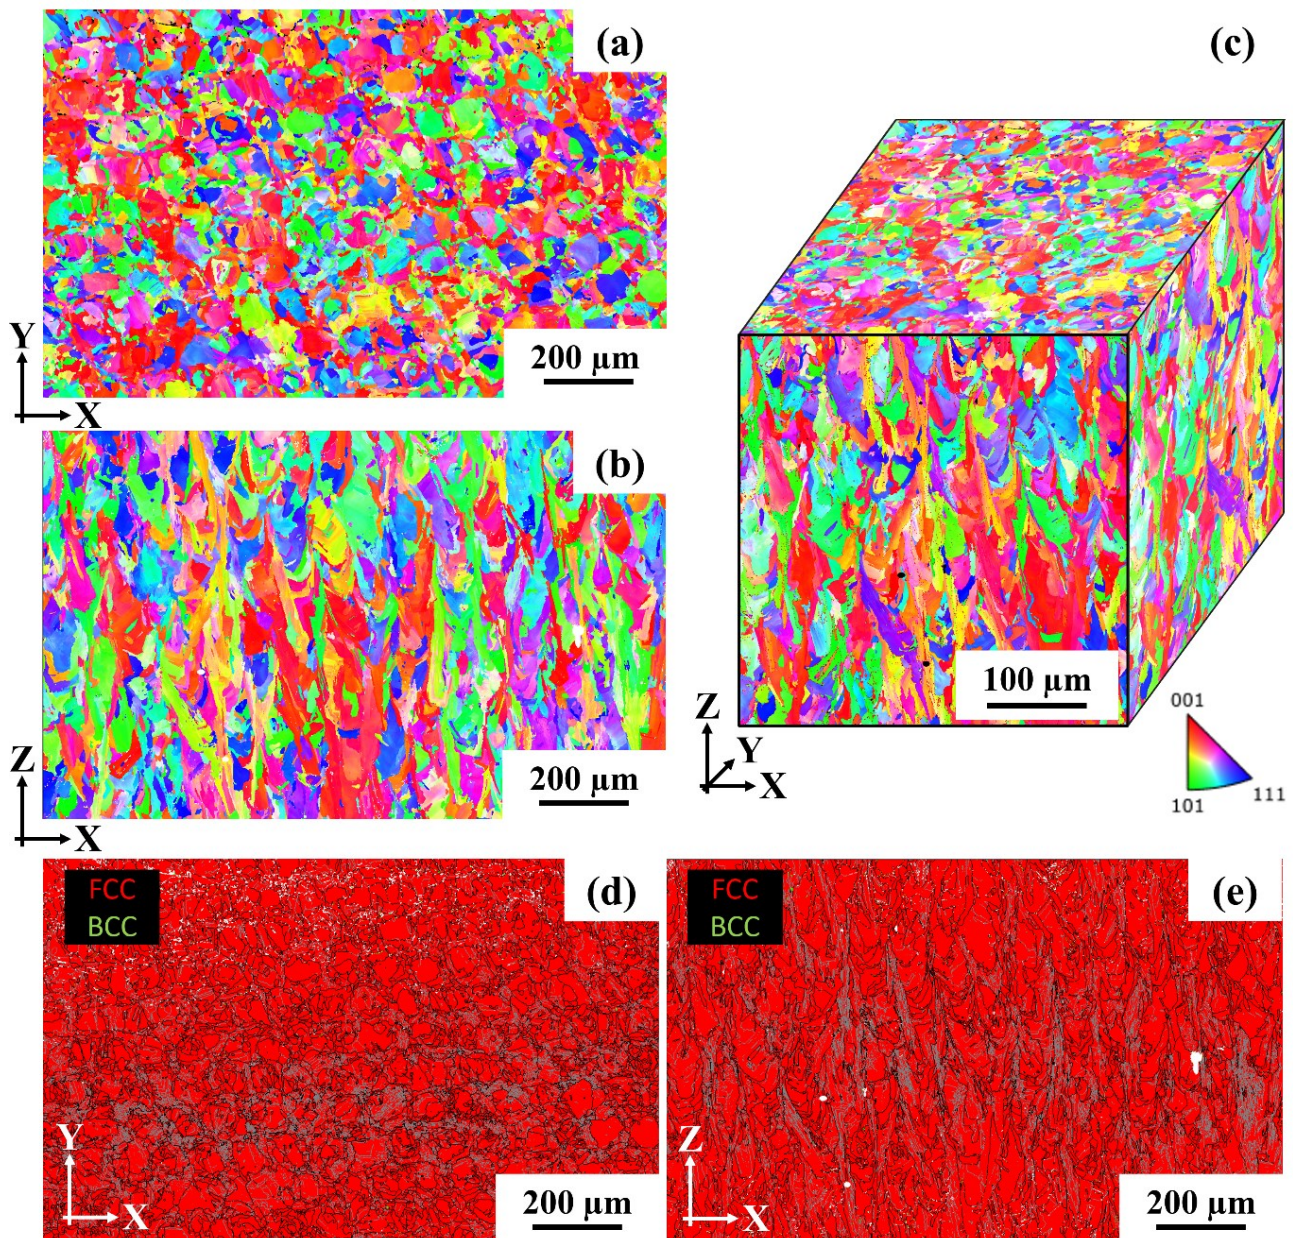 (a)
Y
X
200 µm
(b)
Z
X
200 µm
(c)
100 µm
Z
Y
X
001
101
111
FCC
BCC
(d)
Y
X
200 µm
FCC
BCC
(e)
Z
X
200 µm